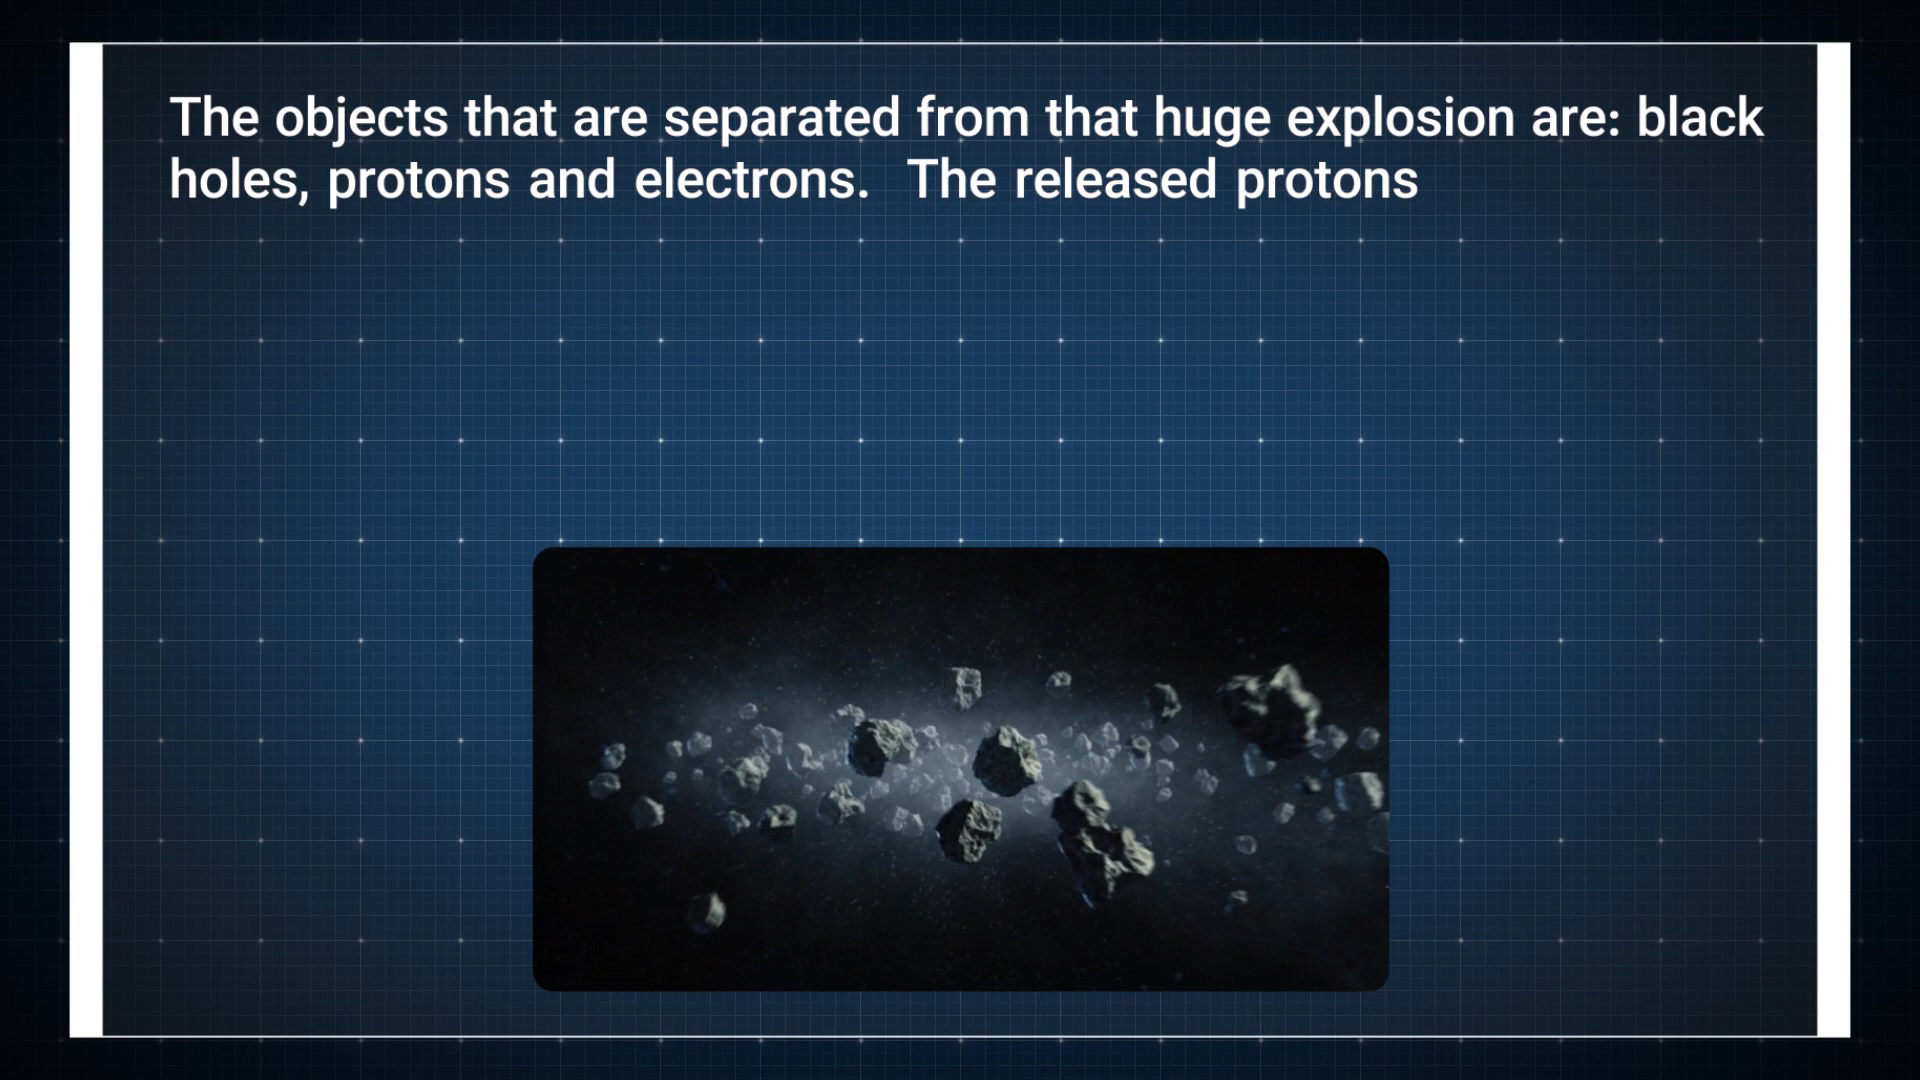 The objects that are separated from that huge explosion are: black
holes, protons and electrons.  The released protons